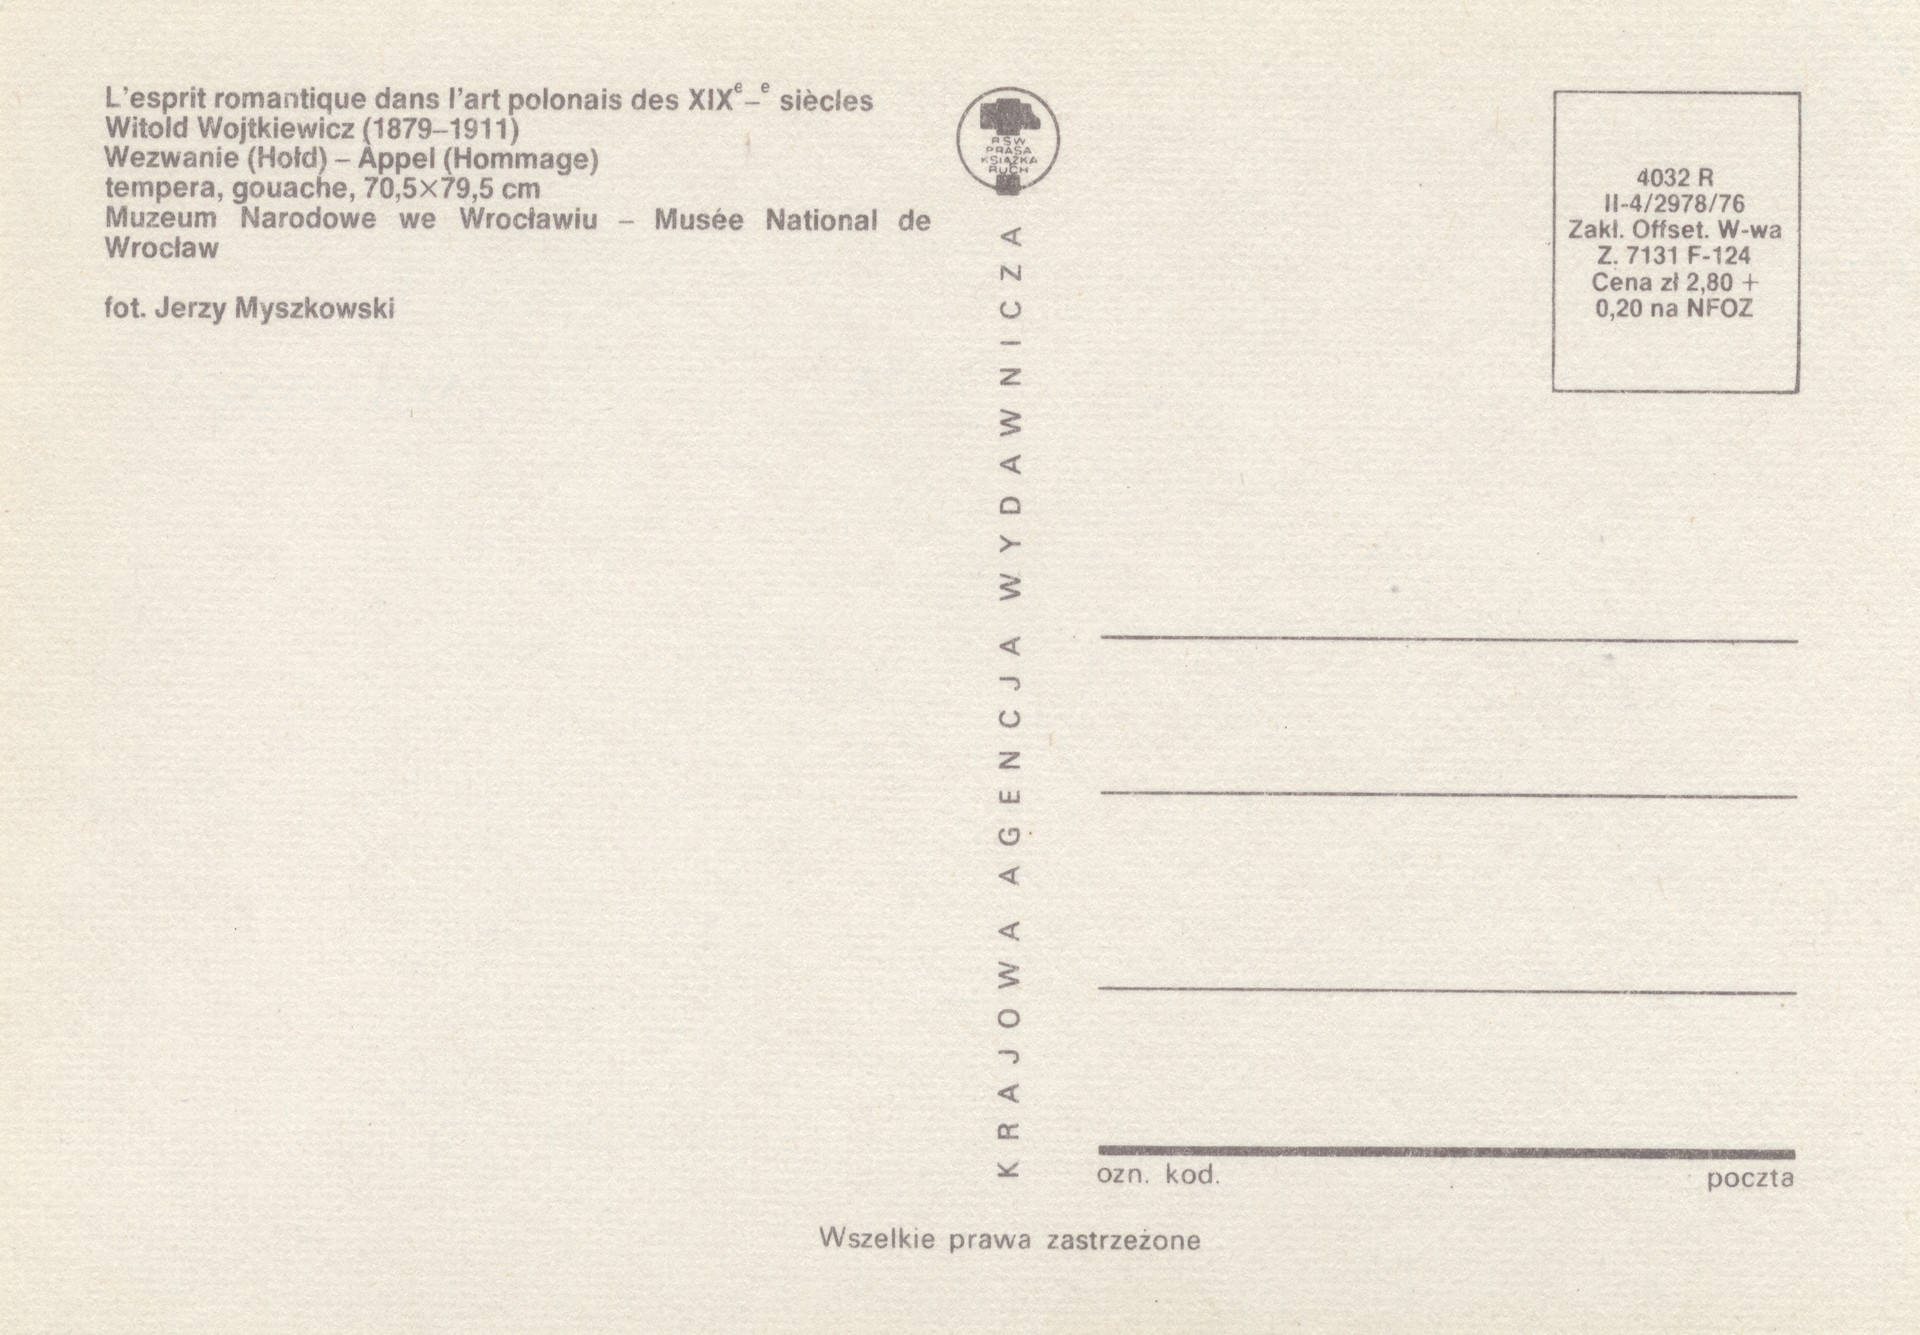 L'esprit romantique dans l'art polonais des XIXe–e siècles
Witold Wojtkiewicz (1879–1911)
Wezwanie (Hołd) – Appel (Hommage)
tempera, gouache, 70,5×79,5 cm
Muzeum Narodowe we Wrocławiu – Musée National de
Wrocław
fot. Jerzy Myszkowski
RSW
PRASA
KSIĄŻKA
RUCH
KRAJOWA AGENCJA WYDAWNICZA
4032 R
II-4/2978/76
Zakł. Offset. W-wa
Z. 7131 F-124
Cena zł 2,80 +
0,20 na NFOZ
ozn. kod.
poczta
Wszelkie prawa zastrzeżone